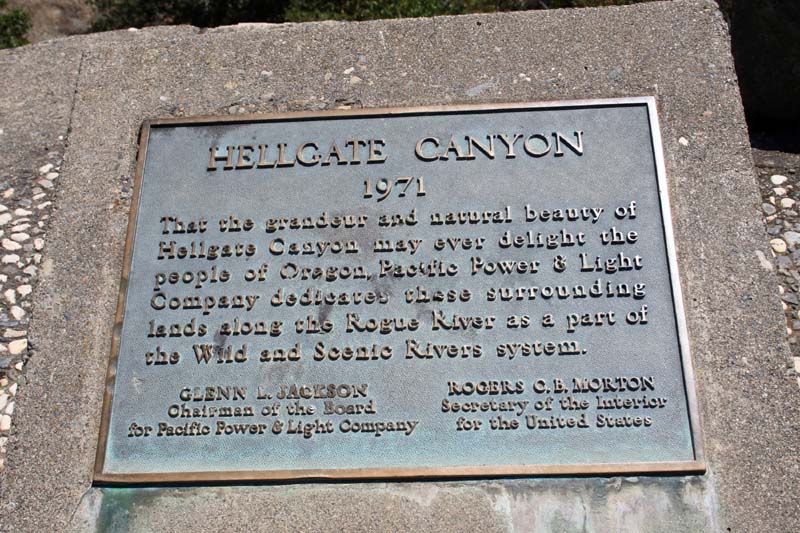 HELLGATE CANYON
1971
That the grandeur and natural beauty of
Hellgate Canyon may ever delight the
people of Oregon, Pacific Power & Light
Company dedicates these surrounding
lands along the Rogue River as a part of
the Wild and Scenic Rivers system.
GLENN L. JACKSON
Chairman of the Board
for Pacific Power & Light Company
ROGERS C. B. MORTON
Secretary of the Interior
for the United States